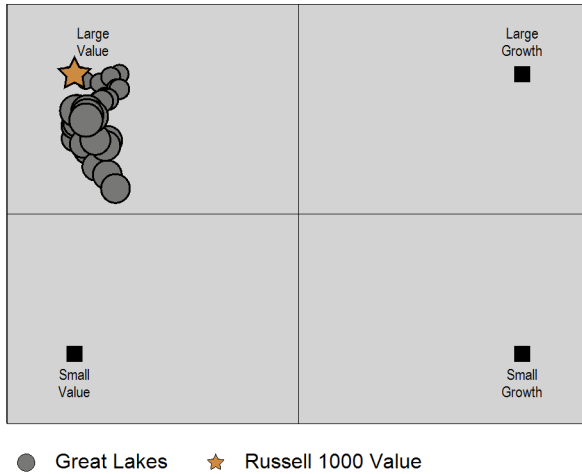 Large
Value
Large
Growth
Small
Value
Small
Growth
Great Lakes
Russell 1000 Value